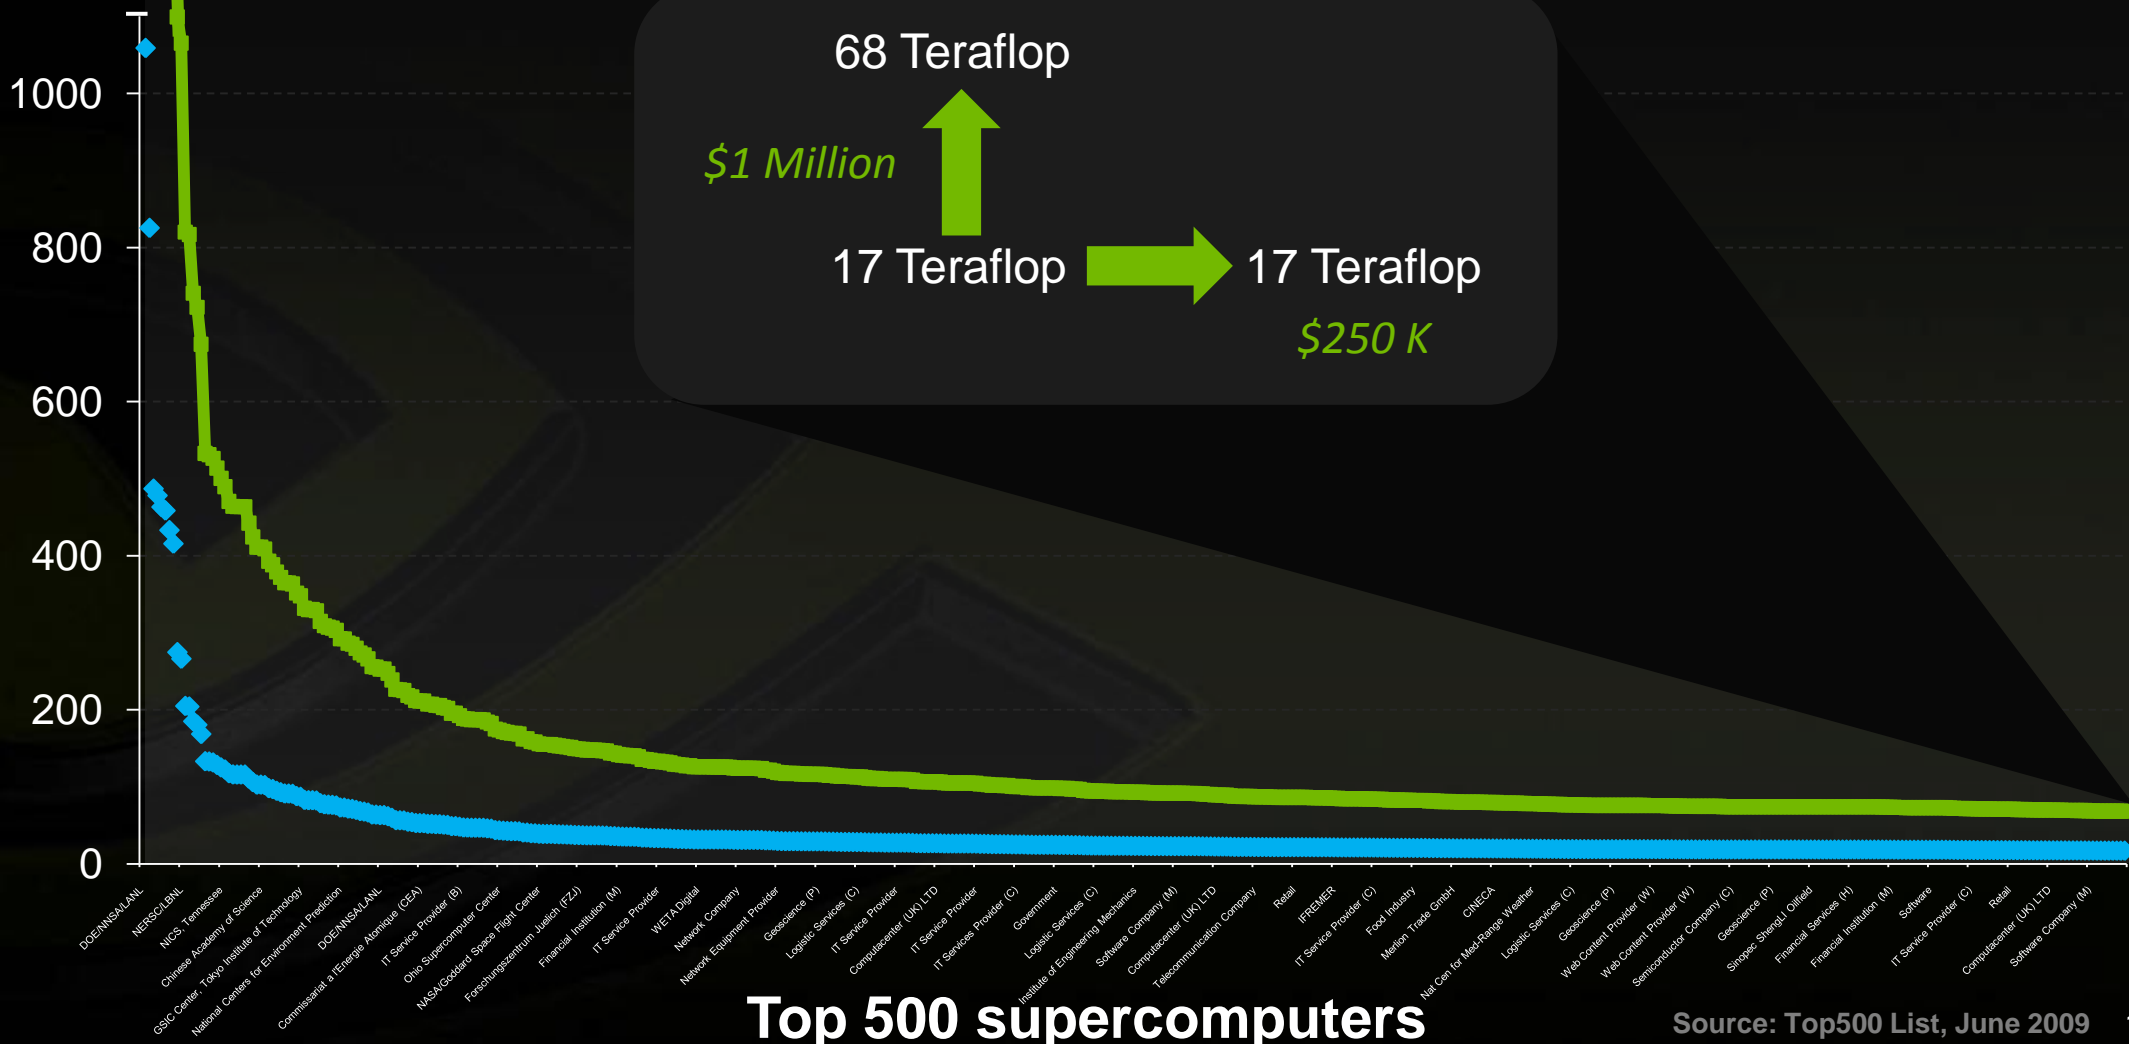 1000
800
600
400
200
0
68 Teraflop
$1 Million
17 Teraflop
17 Teraflop
$250 K
DOE/NNSA/LANL
NERSC/LBNL
NICS, Tennessee
Chinese Academy of Science
GSIC Center, Tokyo Institute of Technology
National Centers for Environment Prediction
DOE/NNSA/LANL
Commissariat a l'Energie Atomique (CEA)
IT Service Provider (B)
Ohio Supercomputer Center
NASA/Goddard Space Flight Center
Forschungszentrum Juelich (FZJ)
Financial Institution (M)
IT Service Provider
WETA Digital
Network Company
Network Equipment Provider
Geoscience (P)
Logistic Services (C)
IT Service Provider
Computacenter (UK) LTD
IT Service Provider
IT Services Provider (C)
Government
Logistic Services (C)
Institute of Engineering Mechanics
Software Company (M)
Computacenter (UK) LTD
Telecommunication Company
Retail
IFREMER
IT Service Provider (C)
Food Industry
Merlion Trade GmbH
CINECA
Nat Cen for Med-Range Weather
Logistic Services (C)
Geoscience (P)
Web Content Provider (W)
Web Content Provider (W)
Semiconductor Company (C)
Geoscience (P)
Sinopec ShengLI Oilfield
Financial Services (H)
Financial Institution (M)
Software
IT Service Provider (C)
Retail
Computacenter (UK) LTD
Software Company (M)
Top 500 supercomputers
Source: Top500 List, June 2009